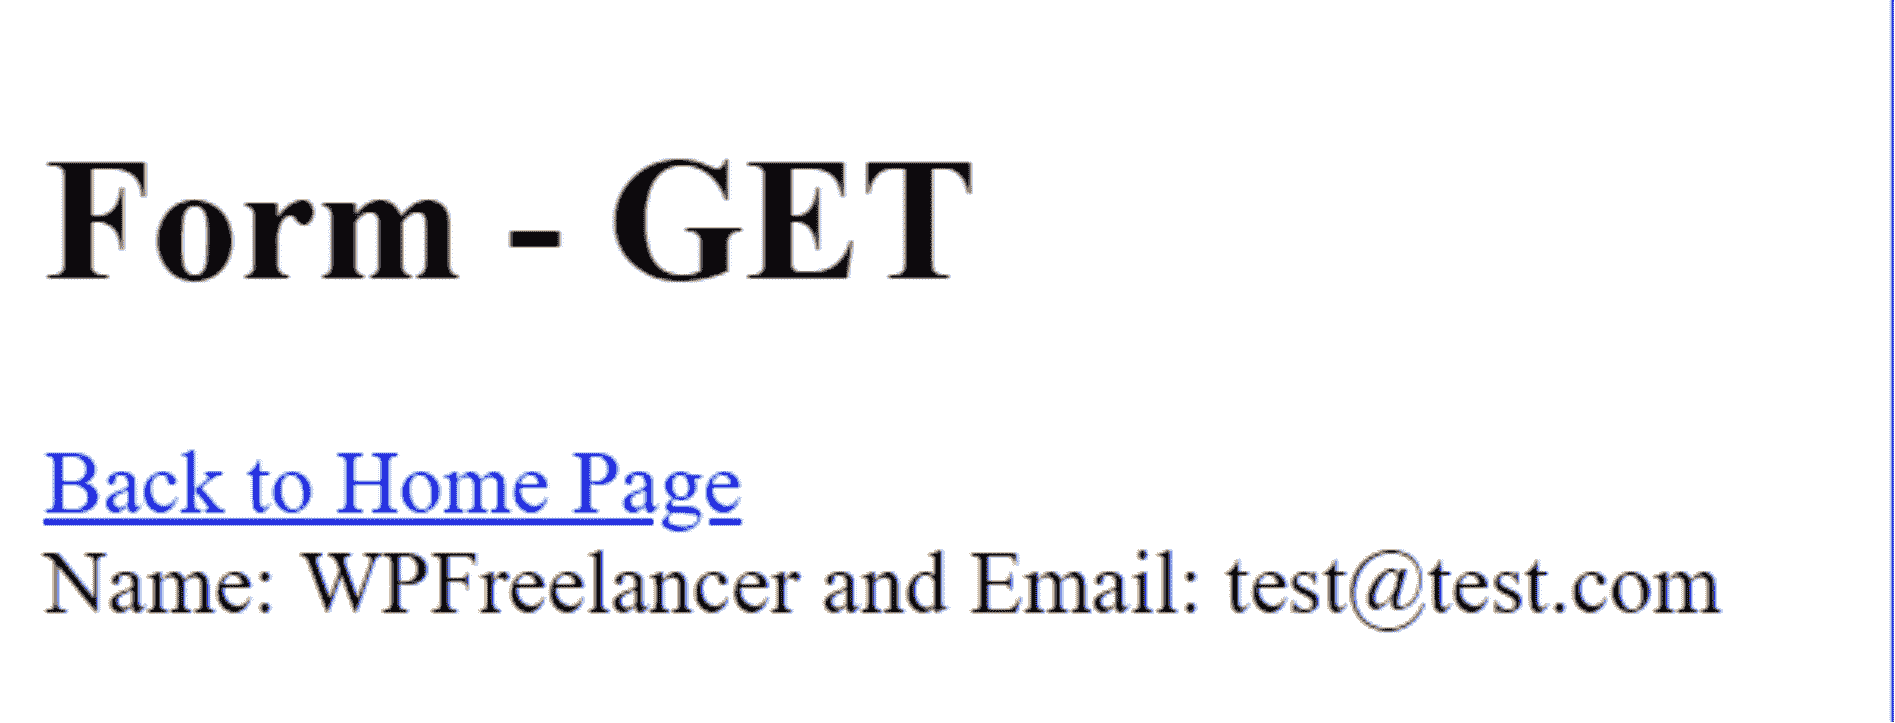 Form - GET
Back to Home Page
Name: WPFreelancer and Email: test@test.com